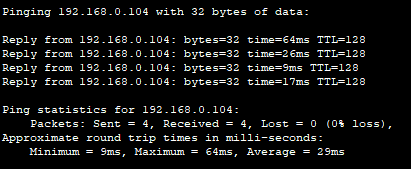 Pinging 192.168.0.104 with 32 bytes of data:
Reply from 192.168.0.104: bytes=32 time=64ms TTL=128
Reply from 192.168.0.104: bytes=32 time=26ms TTL=128
Reply from 192.168.0.104: bytes=32 time=9ms TTL=128
Reply from 192.168.0.104: bytes=32 time=17ms TTL=128
Ping statistics for 192.168.0.104:
Packets: Sent = 4, Received = 4, Lost = 0 (0% loss),
Approximate round trip times in milli-seconds:
Minimum = 9ms, Maximum = 64ms, Average = 29ms